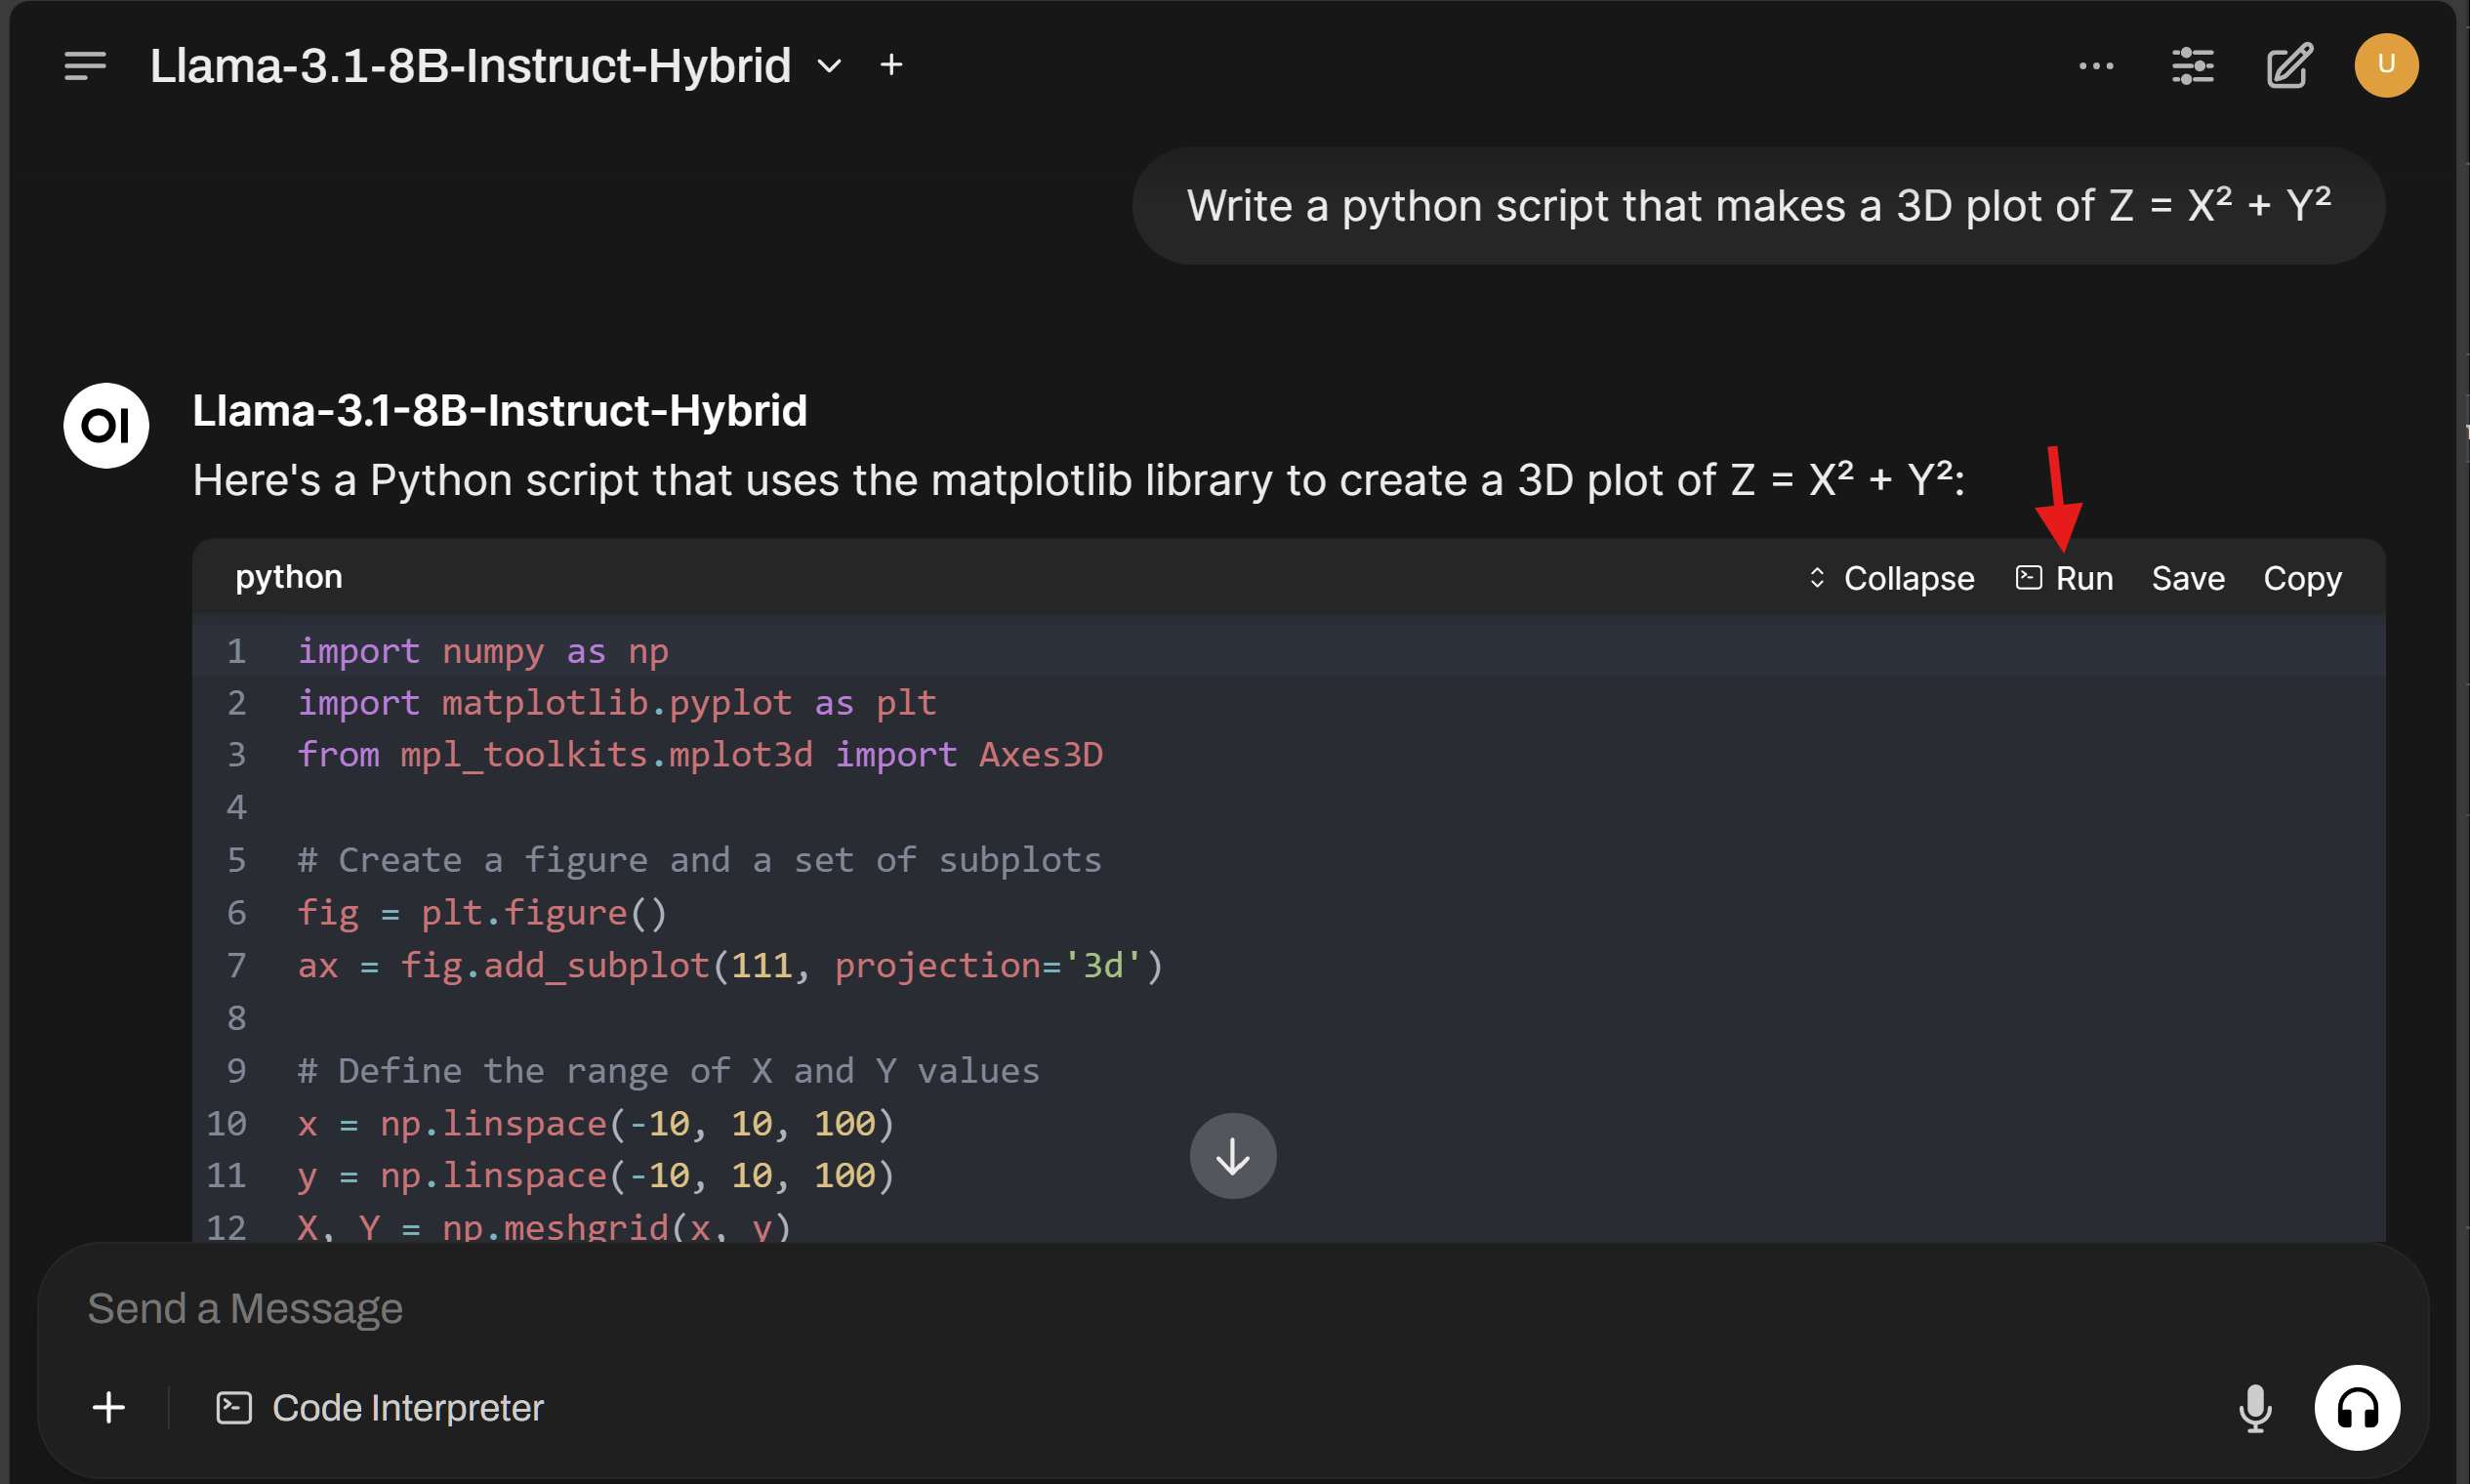 Llama-3.1-8B-Instruct-Hybrid
U
Write a python script that makes a 3D plot of Z = X² + Y²
OI
Llama-3.1-8B-Instruct-Hybrid
Here's a Python script that uses the matplotlib library to create a 3D plot of Z = X² + Y²:
python Collapse Run Save Copy
1 import numpy as np
2 import matplotlib.pyplot as plt
3 from mpl_toolkits.mplot3d import Axes3D
4
5 # Create a figure and a set of subplots
6 fig = plt.figure()
7 ax = fig.add_subplot(111, projection='3d')
8
9 # Define the range of X and Y values
10 x = np.linspace(-10, 10, 100)
11 y = np.linspace(-10, 10, 100)
12 X, Y = np.meshgrid(x, y)
Send a Message
Code Interpreter